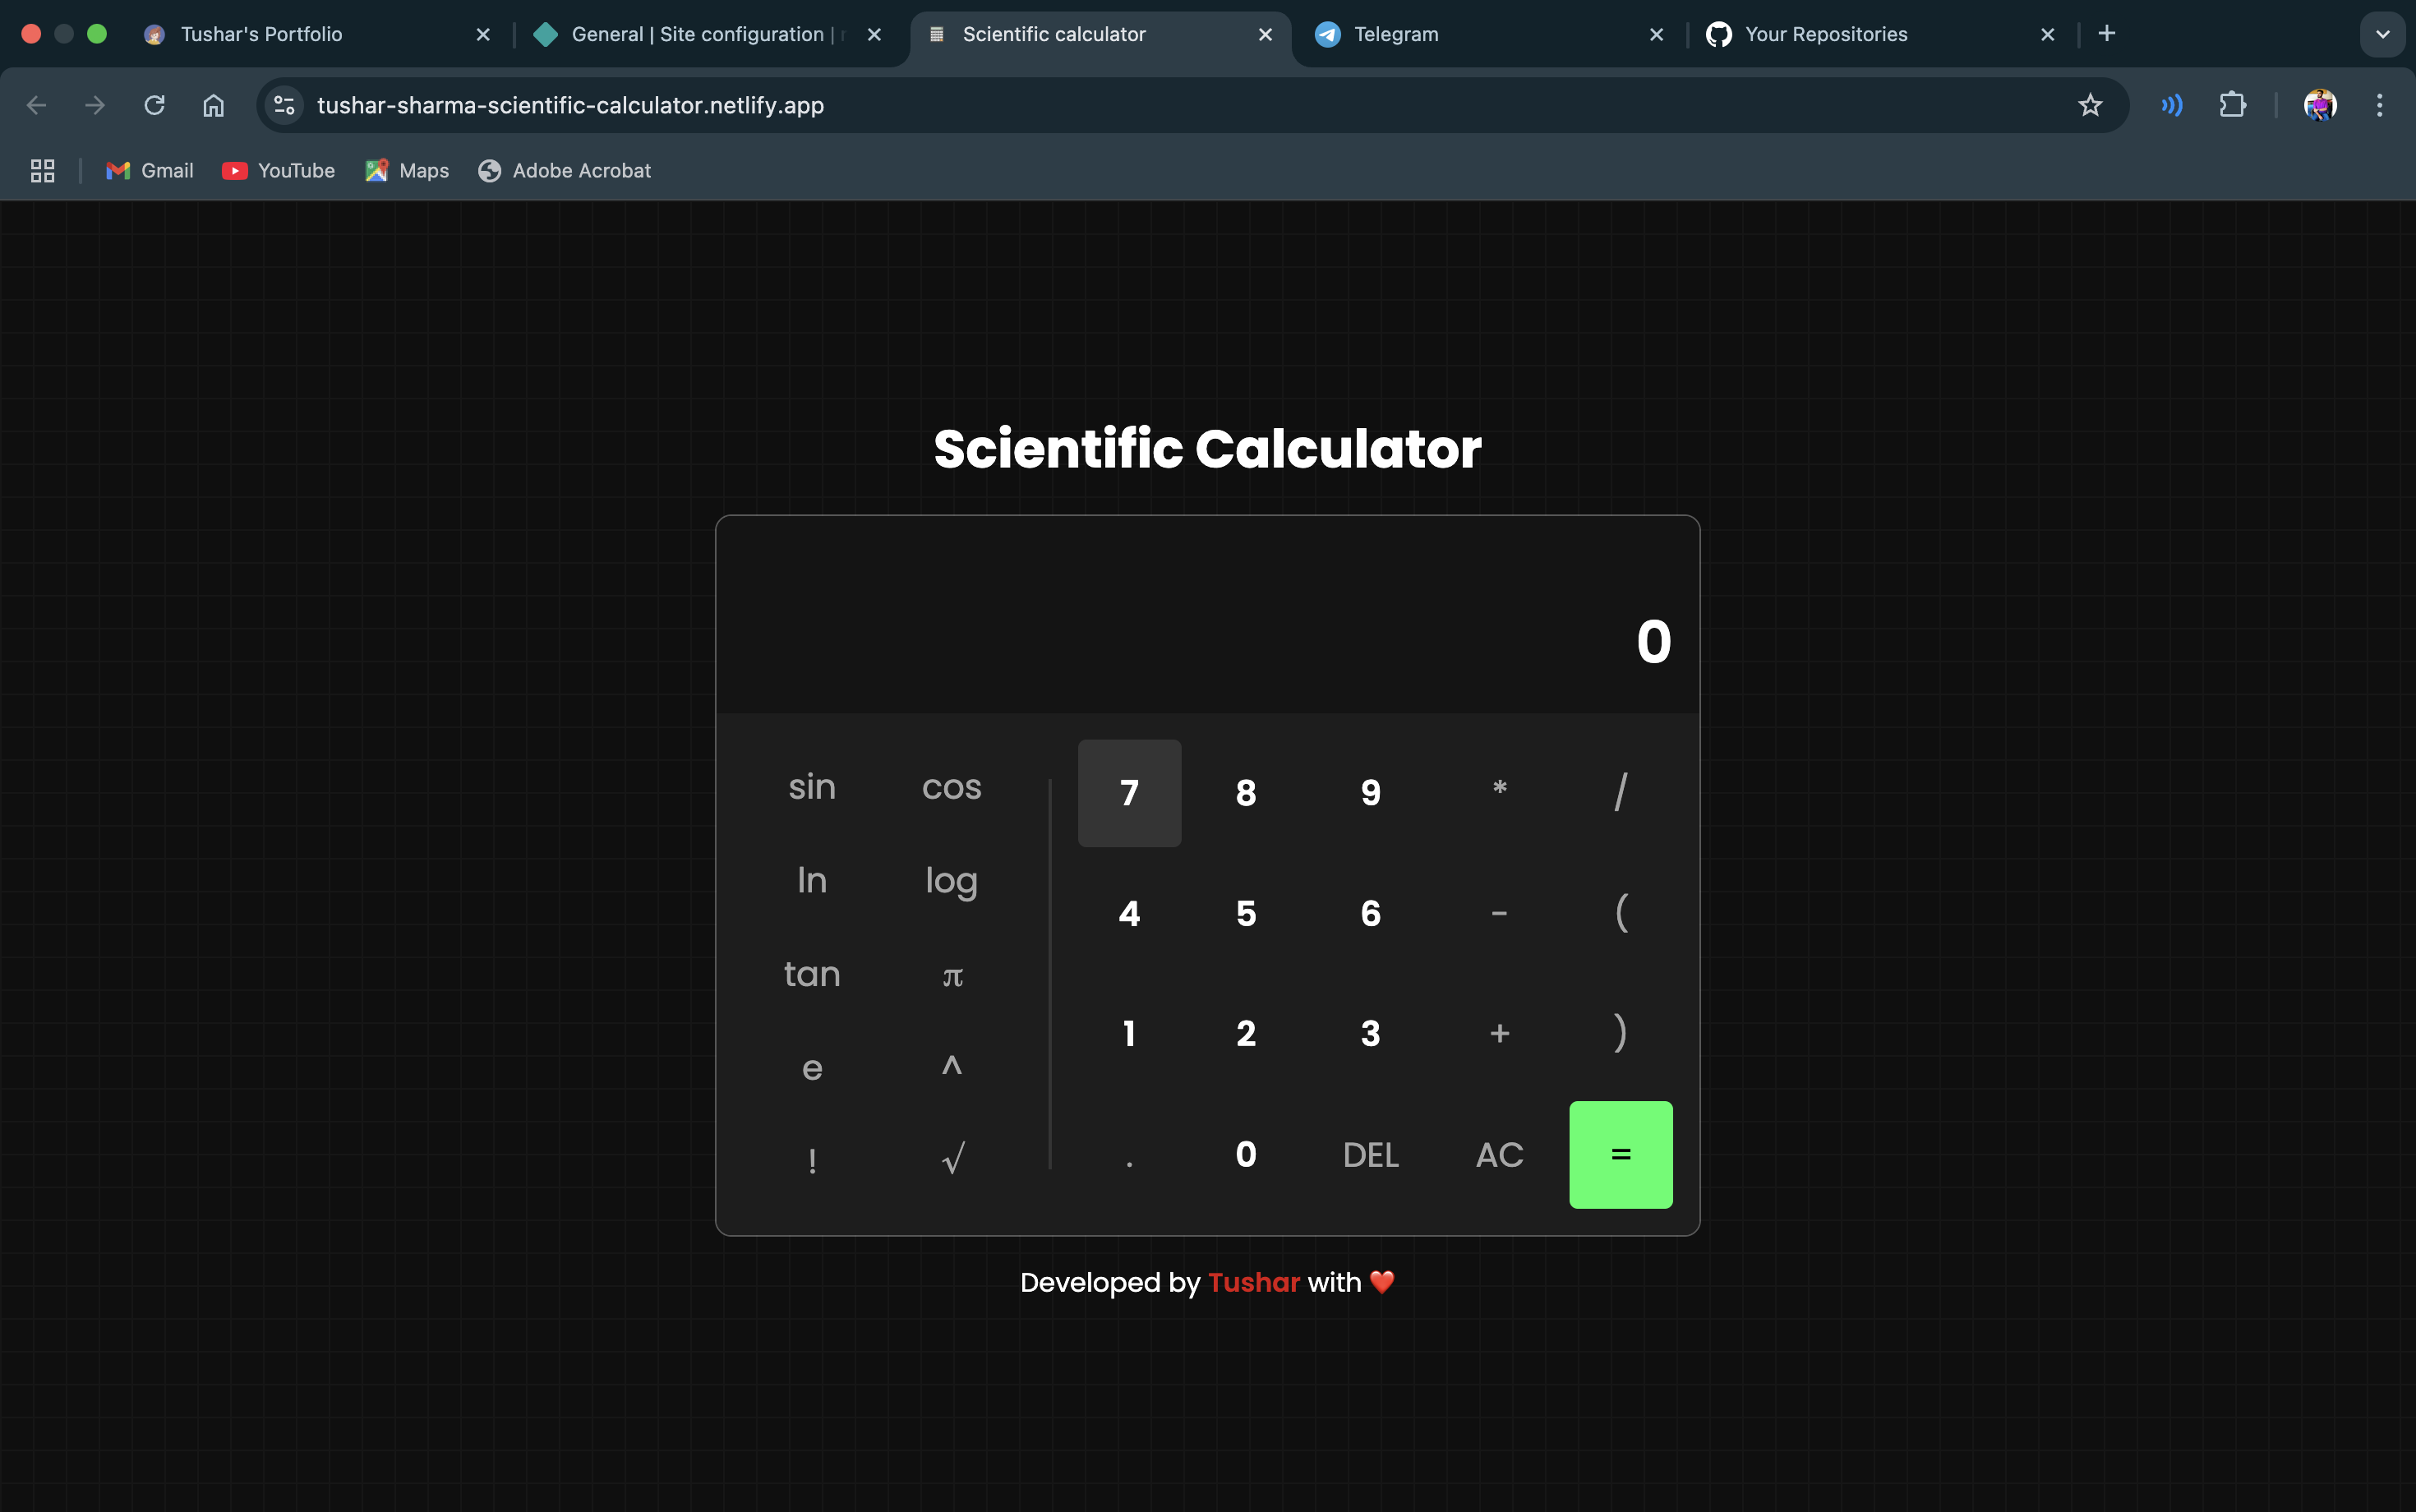 Tushar's Portfolio
General | Site configuration |
Scientific calculator
Telegram
Your Repositories
tushar-sharma-scientific-calculator.netlify.app
Gmail
YouTube
Maps
Adobe Acrobat
Scientific Calculator
0
sin cos 7 8 9 * /
ln log 4 5 6 - (
tan π 1 2 3 + )
e ^
! √ . 0 DEL AC =
Developed by Tushar with ❤️